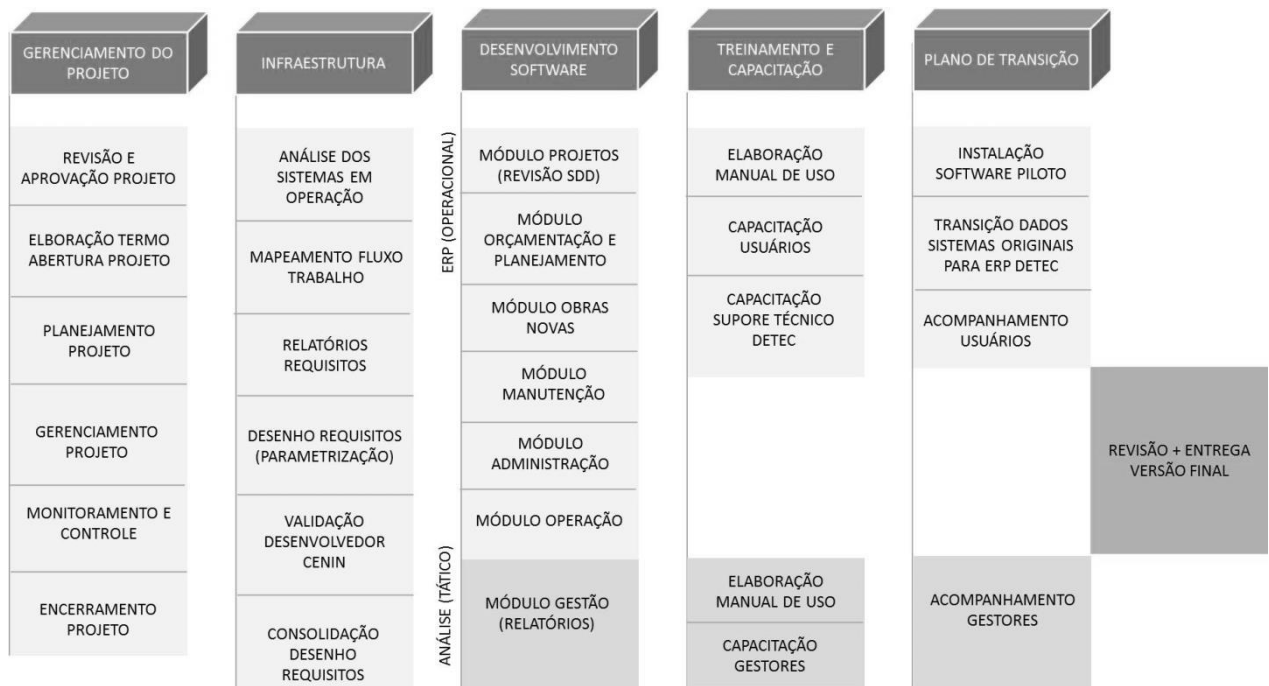 GERENCIAMENTO DO
PROJETO
REVISÃO E
APROVAÇÃO PROJETO
ELBORAÇÃO TERMO
ABERTURA PROJETO
PLANEJAMENTO
PROJETO
GERENCIAMENTO
PROJETO
MONITORAMENTO E
CONTROLE
ENCERRAMENTO
PROJETO
INFRAESTRUTURA
ANÁLISE DOS
SISTEMAS EM
OPERAÇÃO
MAPEAMENTO FLUXO
TRABALHO
RELATÓRIOS
REQUISITOS
DESENHO REQUISITOS
(PARAMETRIZAÇÃO)
VALIDAÇÃO
DESENVOLVEDOR
CENIN
CONSOLIDAÇÃO
DESENHO
REQUISITOS
DESENVOLVIMENTO
SOFTWARE
ERP (OPERACIONAL)
MÓDULO PROJETOS
(REVISÃO SDD)
MÓDULO
ORÇAMENTAÇÃO E
PLANEJAMENTO
MÓDULO OBRAS
NOVAS
MÓDULO
MANUTENÇÃO
MÓDULO
ADMINISTRAÇÃO
MÓDULO OPERAÇÃO
ANÁLISE (TÁTICO)
MÓDULO GESTÃO
(RELATÓRIOS)
TREINAMENTO E
CAPACITAÇÃO
ELABORAÇÃO
MANUAL DE USO
CAPACITAÇÃO
USUÁRIOS
CAPACITAÇÃO
SUPORE TÉCNICO
DETEC
ELABORAÇÃO
MANUAL DE USO
CAPACITAÇÃO
GESTORES
PLANO DE TRANSIÇÃO
INSTALAÇÃO
SOFTWARE PILOTO
TRANSIÇÃO DADOS
SISTEMAS ORIGINAIS
PARA ERP DETEC
ACOMPANHAMENTO
USUÁRIOS
ACOMPANHAMENTO
GESTORES
REVISÃO + ENTREGA
VERSÃO FINAL